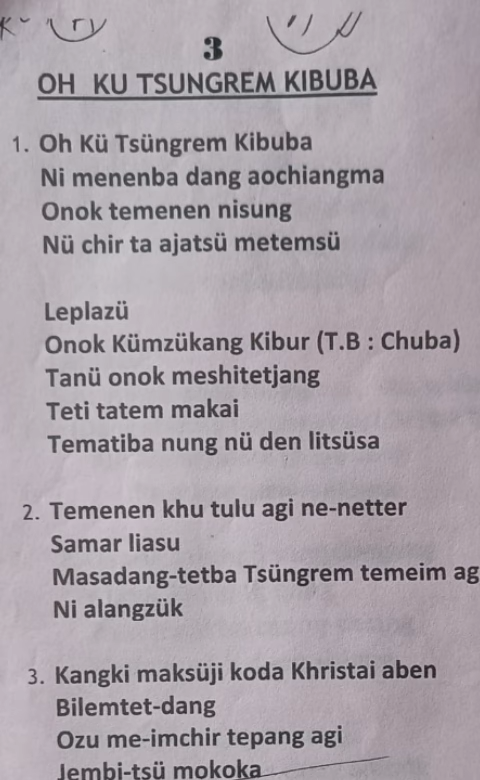 3
OH KU TSUNGREM KIBUBA
1. Oh Kü Tsüngrem Kibuba
Ni menenba dang aochiangma
Onok temenen nisung
Nü chir ta ajatsü metemsü
Leplazü
Onok Kümzükang Kibur (T.B : Chuba)
Tanü onok meshitetjang
Teti tatem makai
Tematiba nung nü den litsüsa
2. Temenen khu tulu agi ne-netter
Samar liasu
Masadang-tetba Tsüngrem temeim ag
Ni alangzük
3. Kangki maksüji koda Khristai aben
Bilemtet-dang
Ozu me-imchir tepang agi
Jembi-tsü mokoka